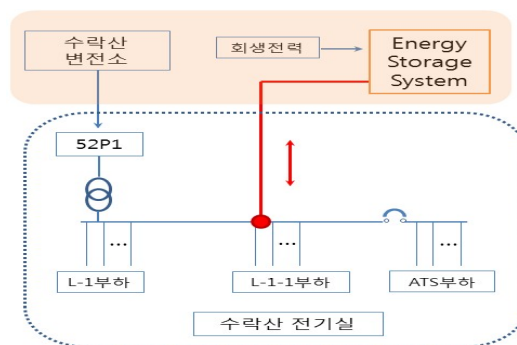 수락산
변전소
회생전력
Energy
Storage
System
52P1
...
...
...
L-1부하
L-1-1부하
ATS부하
수락산 전기실